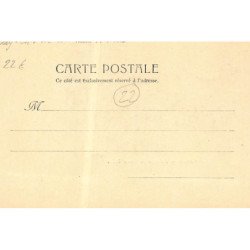 22 €
CARTE POSTALE
Ce côté est exclusivement réservé à l'adresse.
22
M